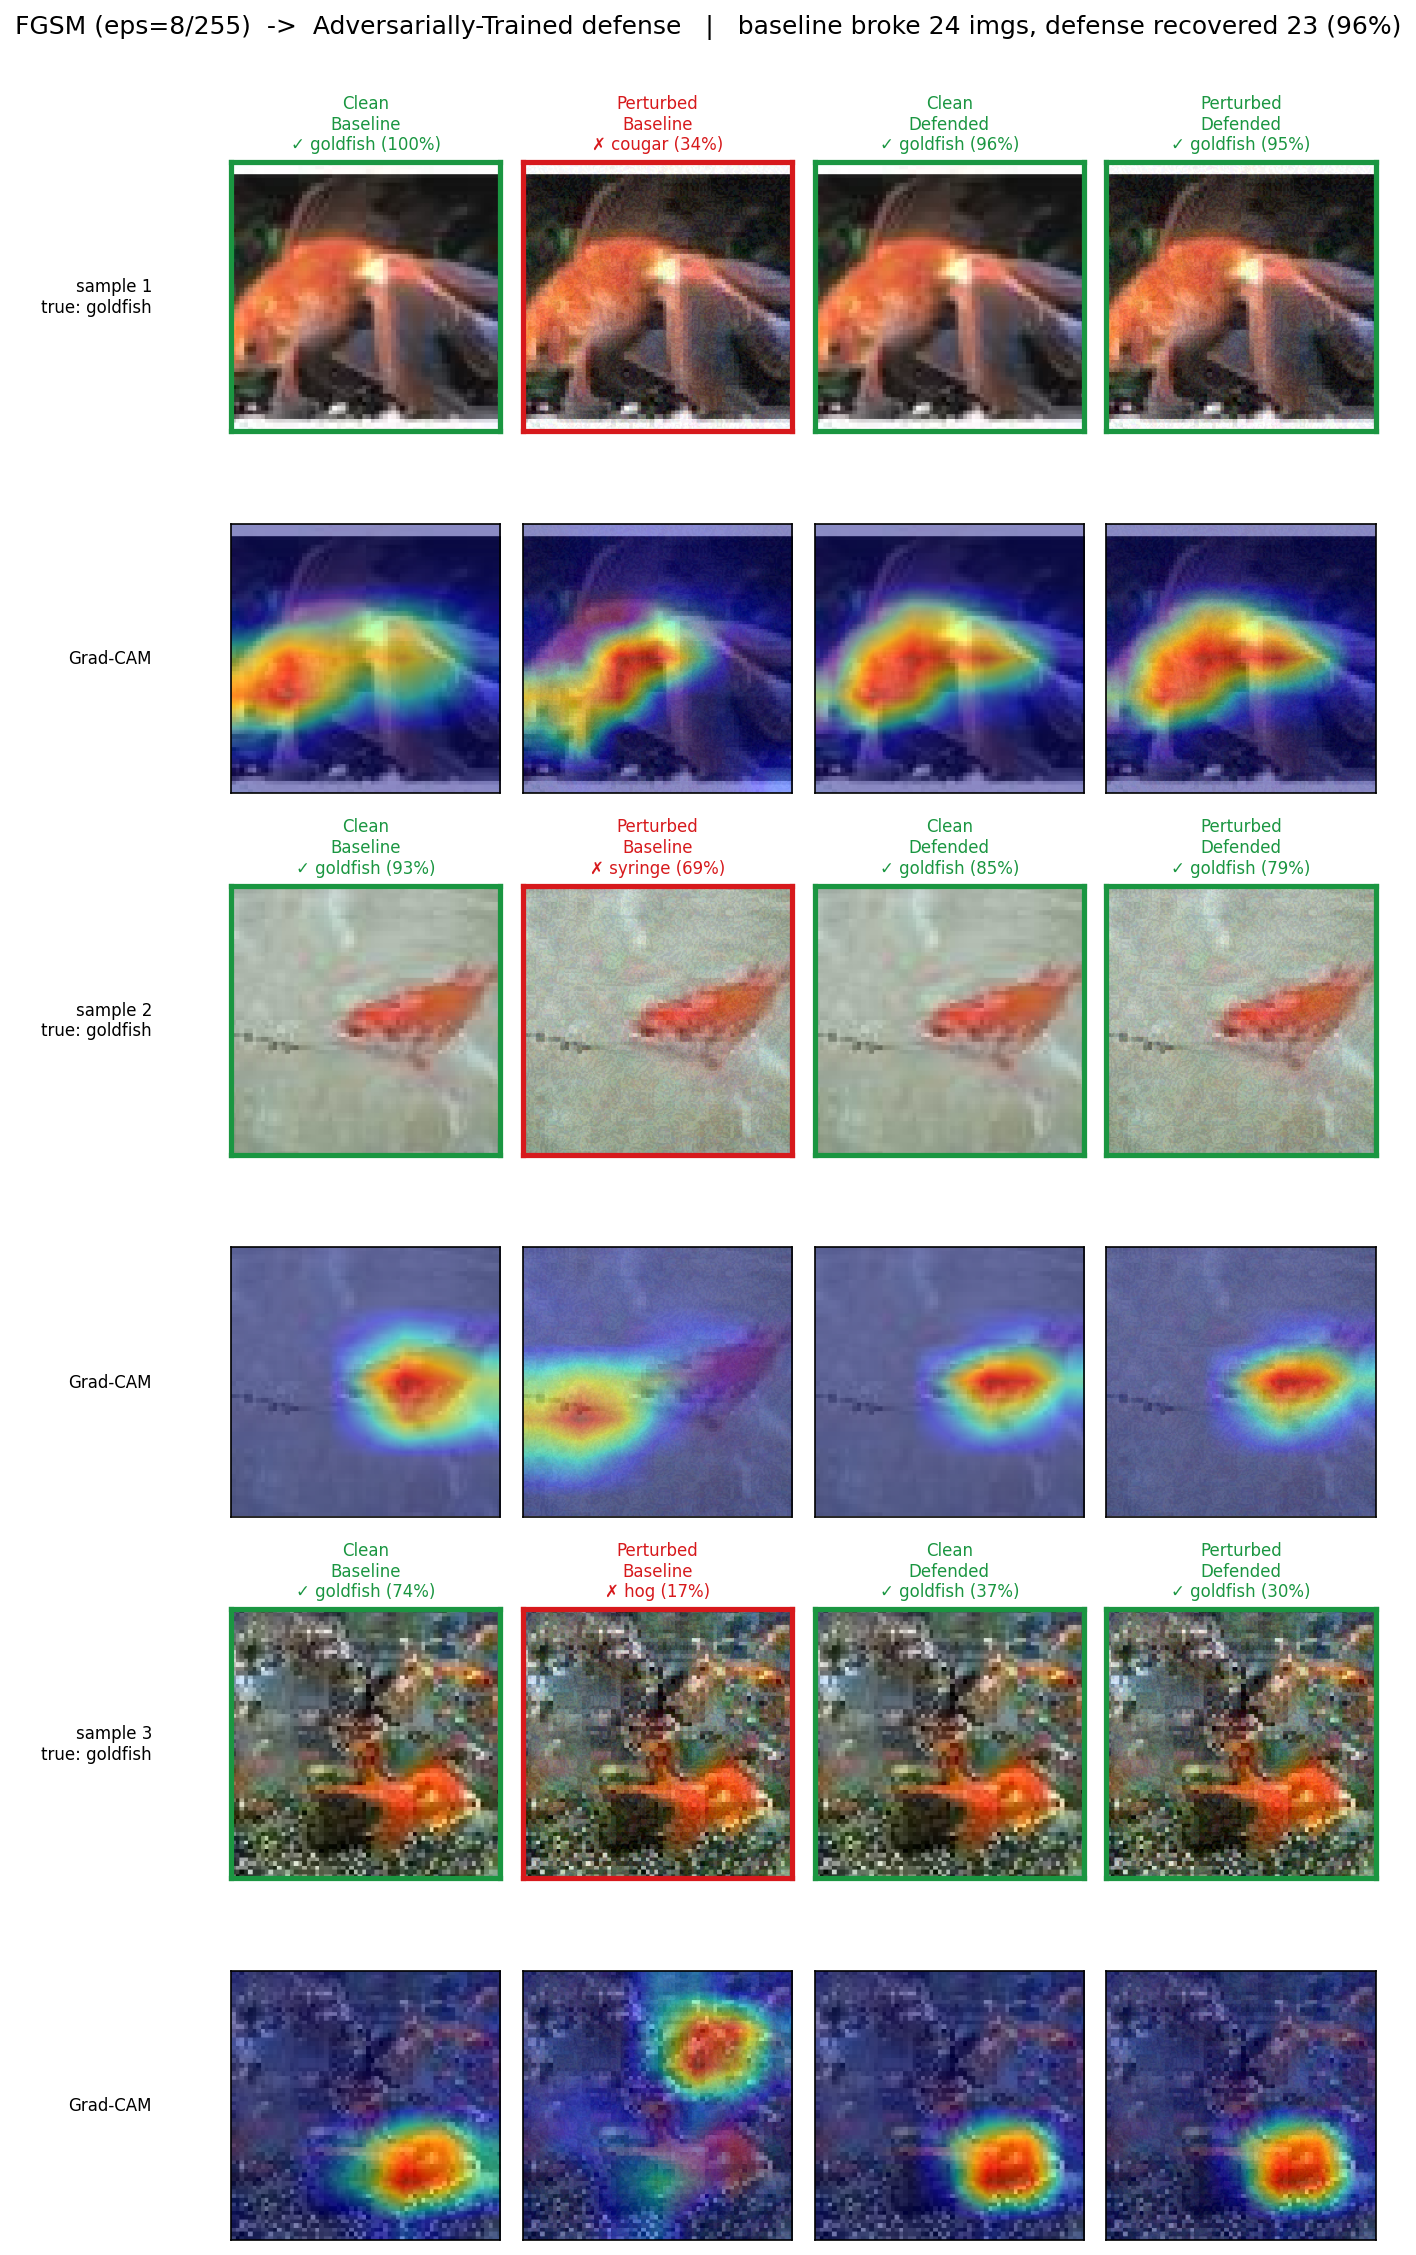 FGSM (eps=8/255)  ->  Adversarially-Trained defense   |   baseline broke 24 imgs, defense recovered 23 (96%)
Clean
Baseline
✓ goldfish (100%)
Perturbed
Baseline
✗ cougar (34%)
Clean
Defended
✓ goldfish (96%)
Perturbed
Defended
✓ goldfish (95%)
sample 1
true: goldfish
Grad-CAM
Clean
Baseline
✓ goldfish (93%)
Perturbed
Baseline
✗ syringe (69%)
Clean
Defended
✓ goldfish (85%)
Perturbed
Defended
✓ goldfish (79%)
sample 2
true: goldfish
Grad-CAM
Clean
Baseline
✓ goldfish (74%)
Perturbed
Baseline
✗ hog (17%)
Clean
Defended
✓ goldfish (37%)
Perturbed
Defended
✓ goldfish (30%)
sample 3
true: goldfish
Grad-CAM